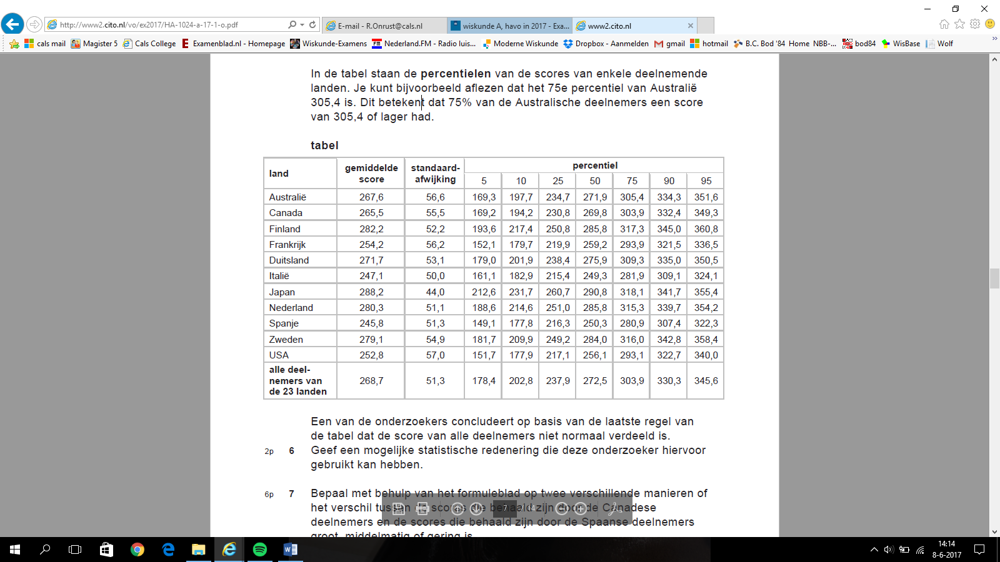 http://www2.cito.nl/vo/ex2017/HA-1024-a-17-1-o.pdf
E-mail - R.Onrust@cals.nl
wiskunde A, havo in 2017 - Exa...
www2.cito.nl
cals mail
Magister 5
Cals College
Examenblad.nl - Homepage
Wiskunde-Examens
Nederland.FM - Radio luis...
Moderne Wiskunde
Dropbox - Aanmelden
gmail
hotmail
B.C. Bod '84 Home NBB-...
bod84
WisBase
Wolf
In de tabel staan de percentielen van de scores van enkele deelnemende
landen. Je kunt bijvoorbeeld aflezen dat het 75e percentiel van Australië
305,4 is. Dit betekent dat 75% van de Australische deelnemers een score
van 305,4 of lager had.
tabel
land gemiddelde score standaard-afwijking percentiel
5 10 25 50 75 90 95
Australië 267,6 56,6 169,3 197,7 234,7 271,9 305,4 334,3 351,6
Canada 265,5 55,5 169,2 194,2 230,8 269,8 303,9 332,4 349,3
Finland 282,2 52,2 193,6 217,4 250,8 285,8 317,3 345,0 360,8
Frankrijk 254,2 56,2 152,1 179,7 219,9 259,2 293,9 321,5 336,5
Duitsland 271,7 53,1 179,0 201,9 238,4 275,9 309,3 335,0 350,5
Italië 247,1 50,0 161,1 182,9 215,4 249,3 281,9 309,1 324,1
Japan 288,2 44,0 212,6 231,7 260,7 290,8 318,1 341,7 355,4
Nederland 280,3 51,1 188,6 214,6 251,0 285,8 315,3 339,7 354,2
Spanje 245,8 51,3 149,1 177,8 216,3 250,3 280,9 307,4 322,3
Zweden 279,1 54,9 181,7 209,9 249,2 284,0 316,0 342,8 358,4
USA 252,8 57,0 151,7 177,9 217,1 256,1 293,1 322,7 340,0
alle deel-
nemers van 268,7 51,3 178,4 202,8 237,9 272,5 303,9 330,3 345,6
de 23 landen
Een van de onderzoekers concludeert op basis van de laatste regel van
de tabel dat de score van alle deelnemers niet normaal verdeeld is.
2p 6 Geef een mogelijke statistische redenering die deze onderzoeker hiervoor
gebruikt kan hebben.
6p 7 Bepaal met behulp van het formuleblad op twee verschillende manieren of
het verschil tussen de scores die behaald zijn door de Canadese
deelnemers en de scores die behaald zijn door de Spaanse deelnemers
groot, middelmatig of gering is.
7 / 14
14:14
8-6-2017